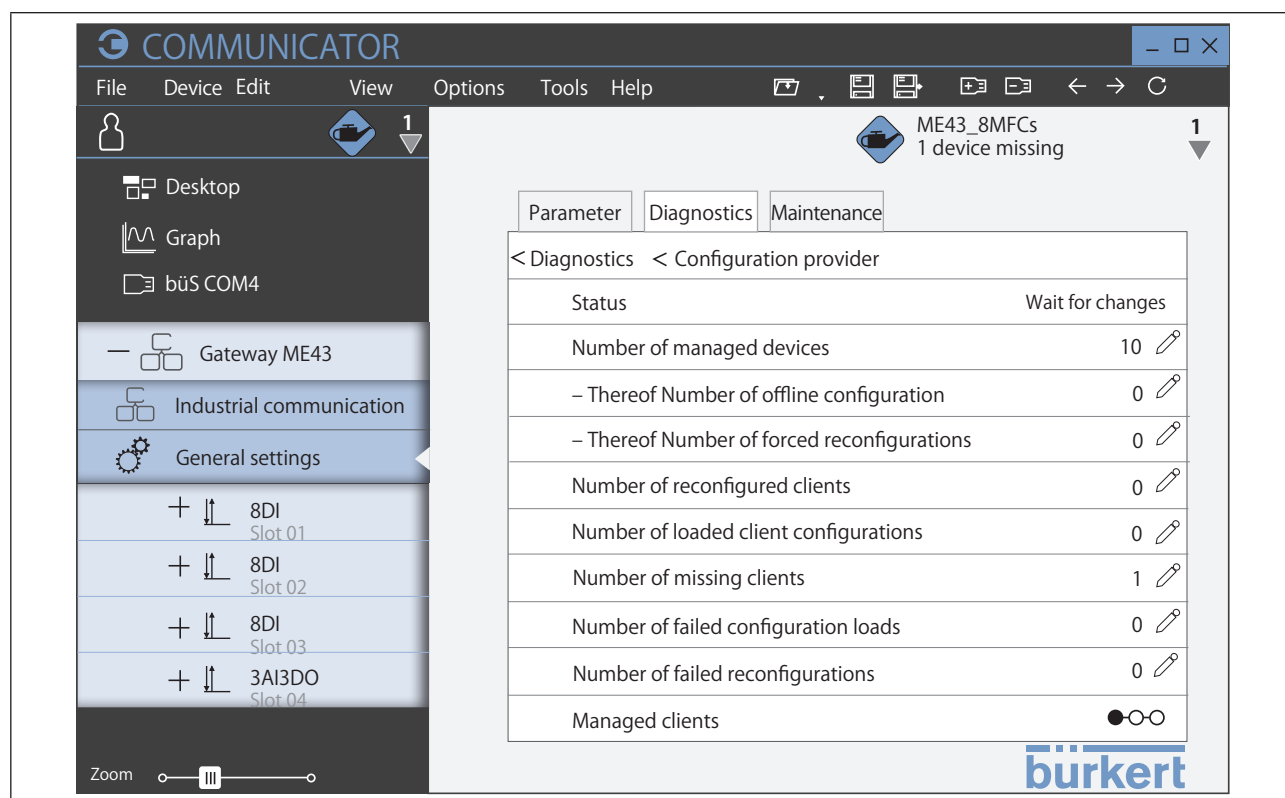 COMMUNICATOR
File Device Edit View Options Tools Help
1
ME43_8MFCs
1 device missing
1
Desktop
Graph
büS COM4
Gateway ME43
Industrial communication
General settings
8DI
Slot 01
8DI
Slot 02
8DI
Slot 03
3AI3DO
Slot 04
Zoom
Parameter Diagnostics Maintenance
< Diagnostics < Configuration provider
Status Wait for changes
Number of managed devices 10
– Thereof Number of offline configuration 0
– Thereof Number of forced reconfigurations 0
Number of reconfigured clients 0
Number of loaded client configurations 0
Number of missing clients 1
Number of failed configuration loads 0
Number of failed reconfigurations 0
Managed clients
burkert